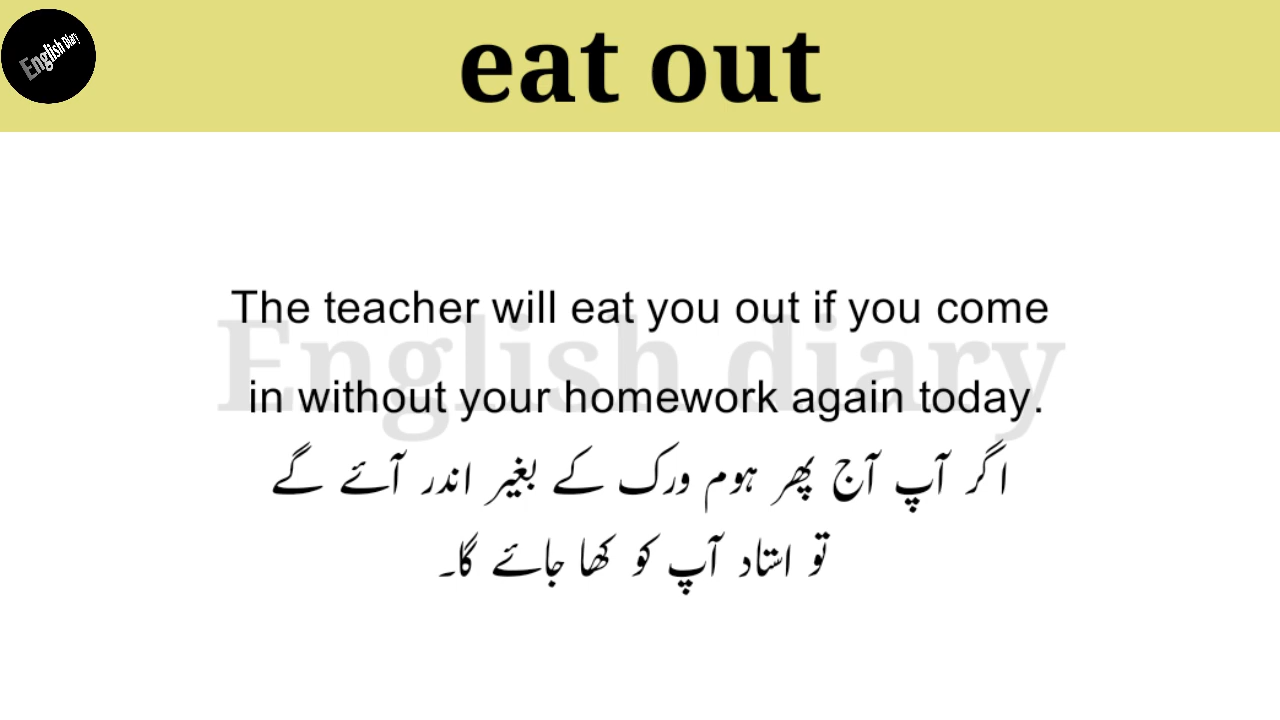 English Diary
eat out
English diary
The teacher will eat you out if you come
in without your homework again today.
اگر آپ آج پھر ہوم ورک کے بغیر اندر آئے گے
تو استاد آپ کو کھا جائے گا۔